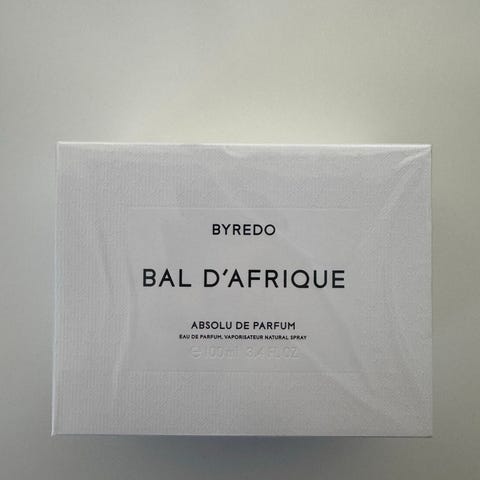 BYREDO
BAL D'AFRIQUE
ABSOLU DE PARFUM
EAU DE PARFUM, VAPORISATEUR NATURAL SPRAY
℮ 100ml 3.4 FL OZ